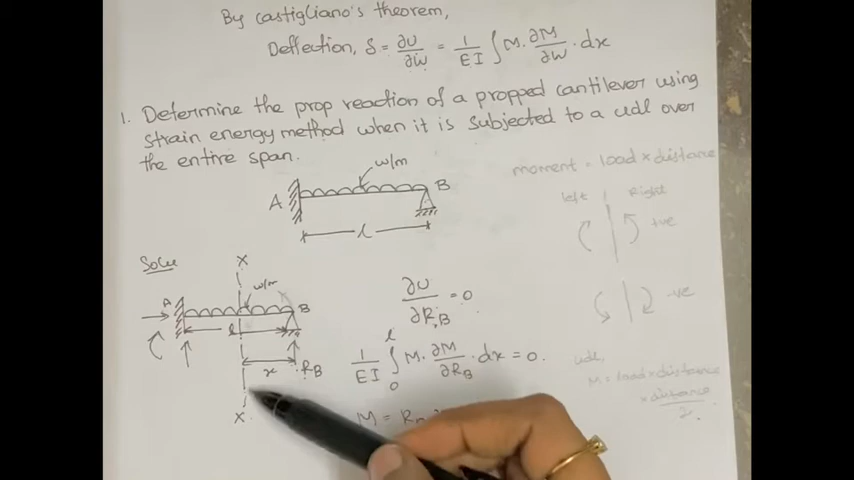 By castigliano's theorem,
Deflection, δ = ∂U/∂W = 1/EI ∫ M. ∂M/∂W . dx
1. Determine the prop reaction of a propped cantilever using
strain energy method when it is subjected to a udl over
the entire span.
w/m
A B
l
moment = load x distance
left | Right
+ve
-ve
Soln
X
w/m
A B
l
x RB
X
∂U/∂RB = 0
1/EI ∫₀ˡ M. ∂M/∂RB . dx = 0.
M = R
udl,
M = load x distance
x distance/2.